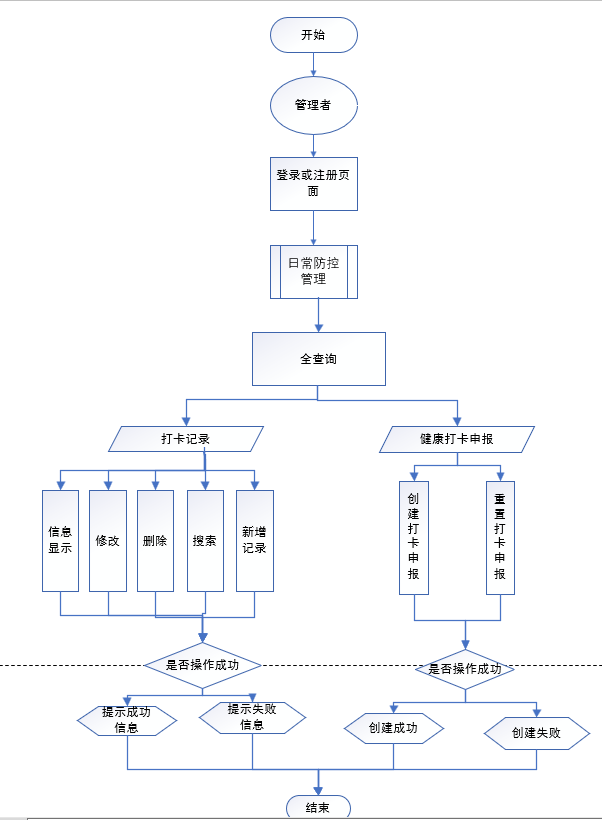 开始
管理者
登录或注册页
面
日常防控
管理
全查询
打卡记录
健康打卡申报
信息
显示
修改
删除
搜索
新增
记录
创
建
打
卡
申
报
重
置
打
卡
申
报
是否操作成功
是否操作成功
提示成功
信息
提示失败
信息
创建成功
创建失败
结束